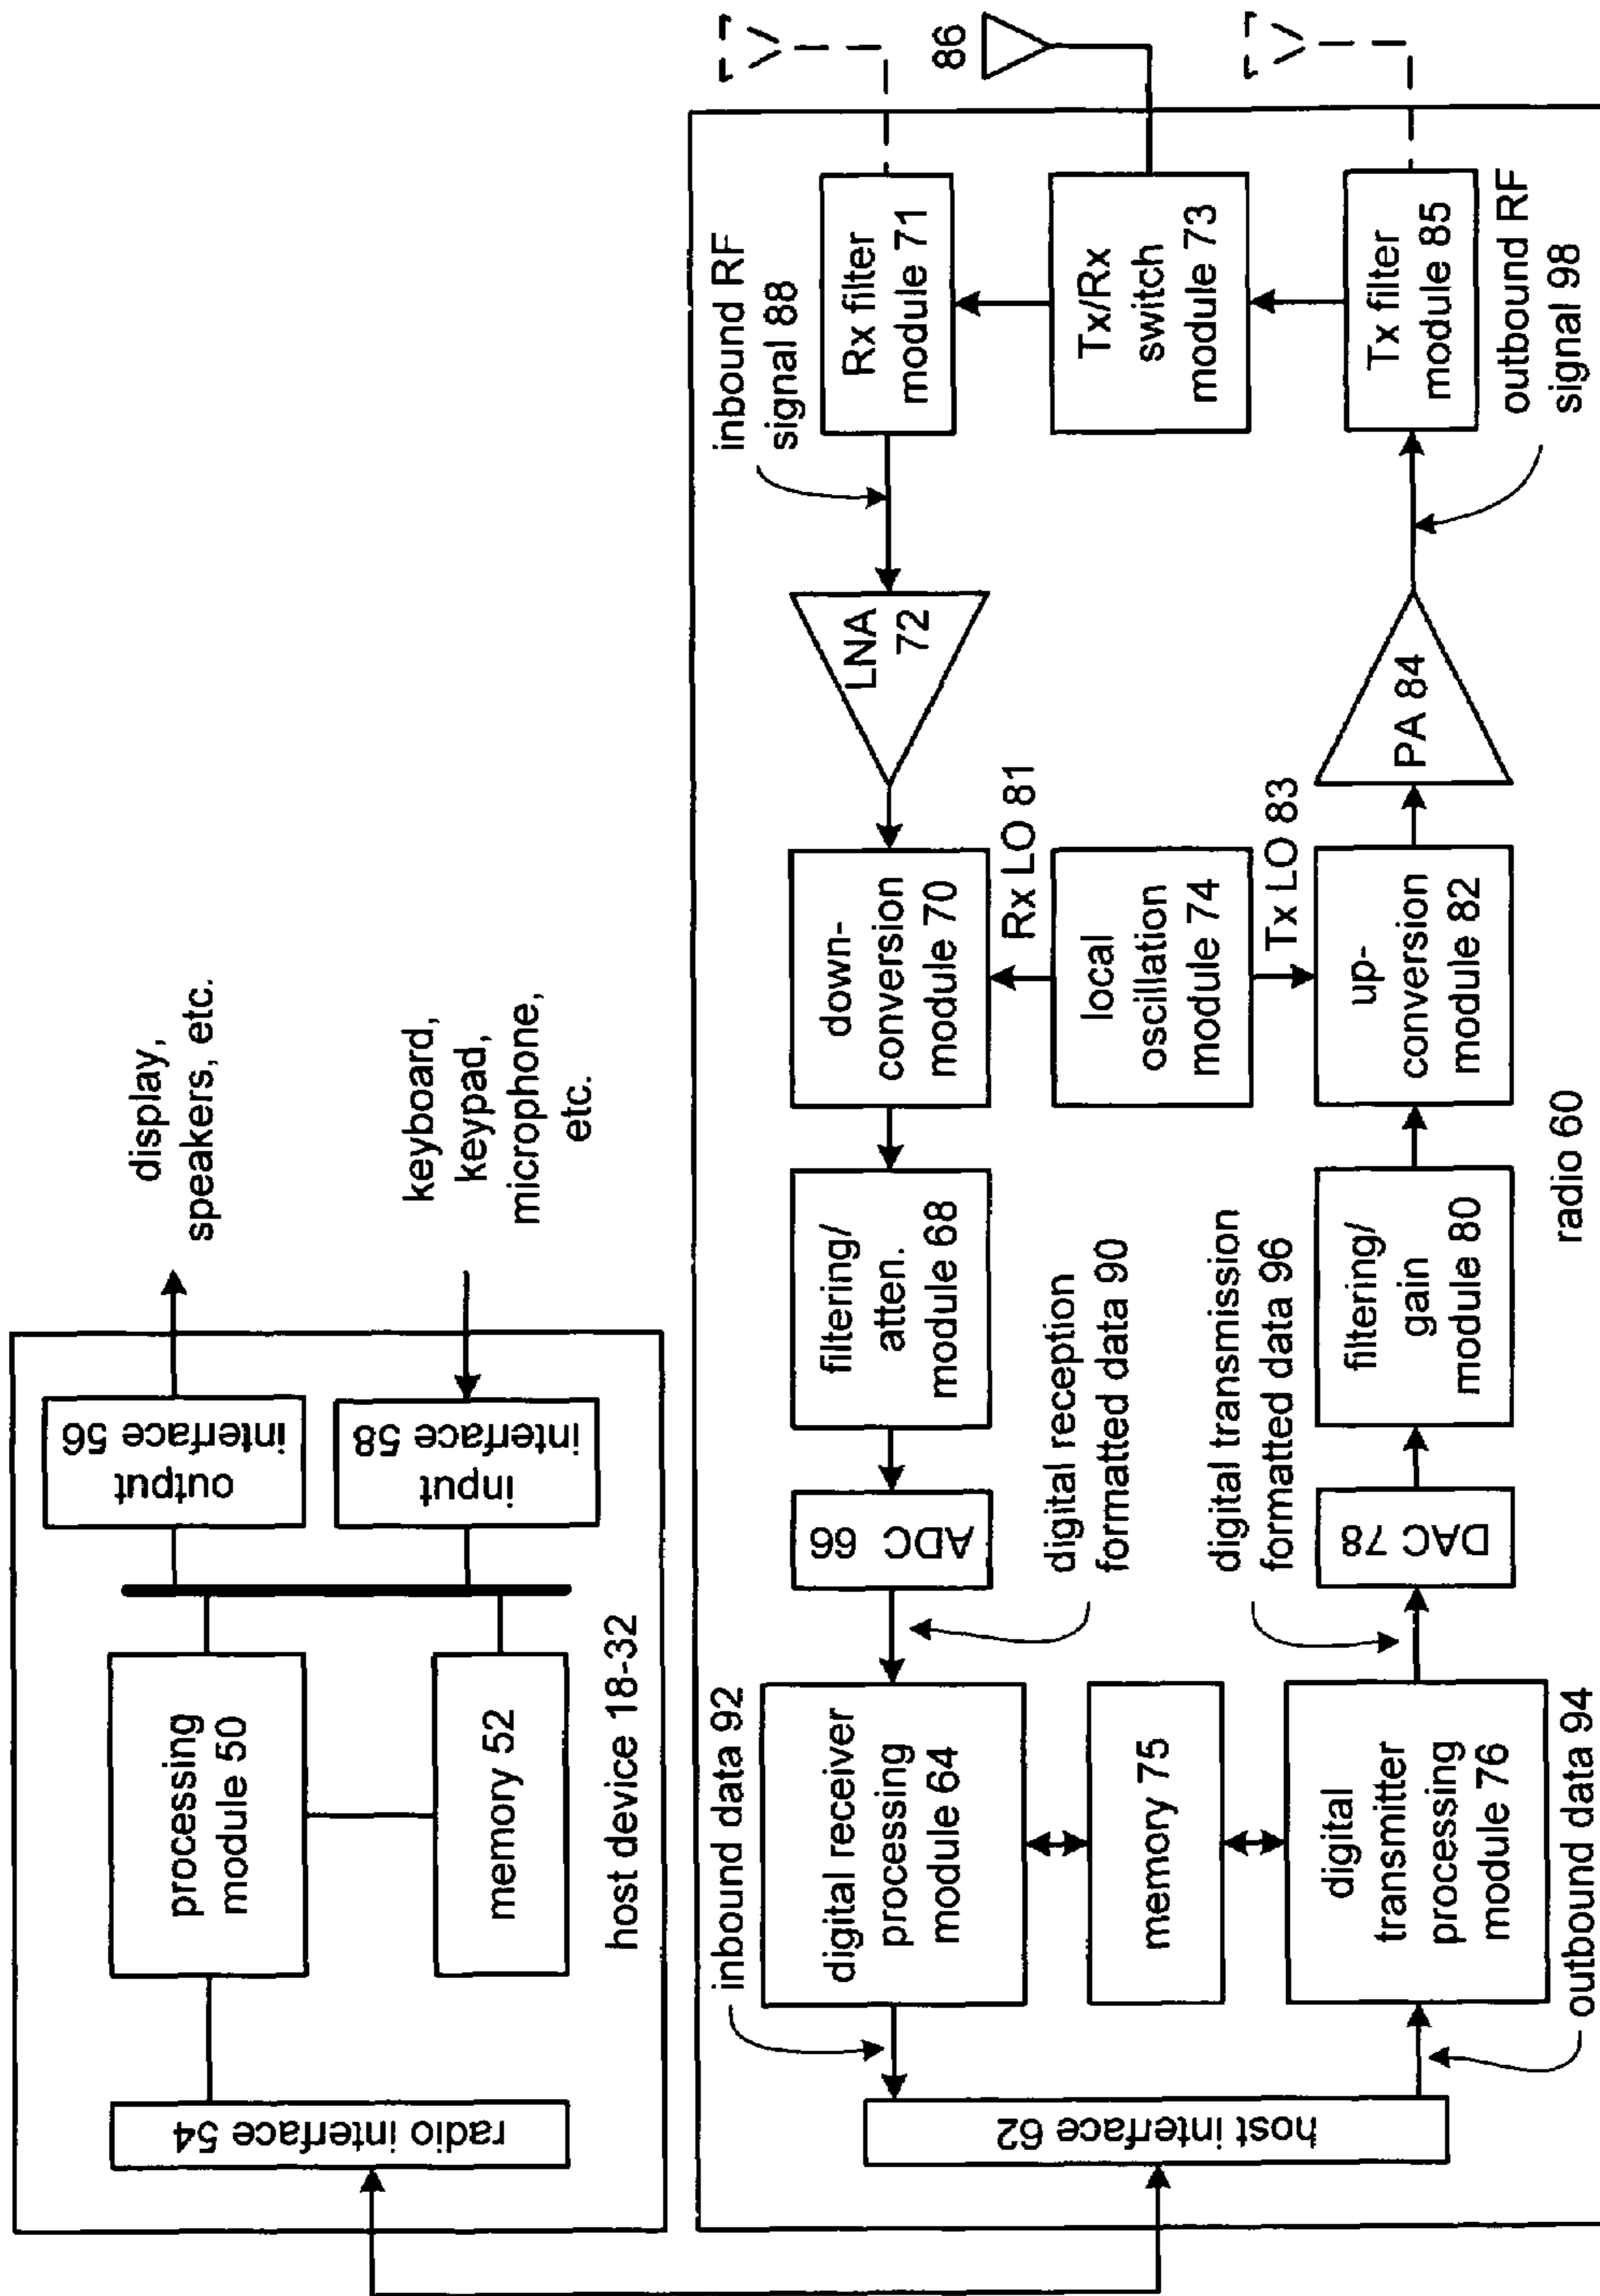 display,
speakers, etc.
keyboard,
keypad,
microphone,
etc.
output
interface 56
input
interface 58
processing
module 50
memory 52
radio interface 54
host device 18-32
86
inbound RF
signal 88
Rx filter
module 71
Tx/Rx
switch
module 73
Tx filter
module 85
outbound RF
signal 98
LNA
72
PA 84
down-
conversion
module 70
Rx LO 81
local
oscillation
module 74
Tx LO 83
up-
conversion
module 82
filtering/
atten.
module 68
digital reception
formatted data 90
digital transmission
formatted data 96
filtering/
gain
module 80
radio 60
ADC 66
DAC 78
inbound data 92
digital receiver
processing
module 64
memory 75
digital
transmitter
processing
module 76
outbound data 94
host interface 62